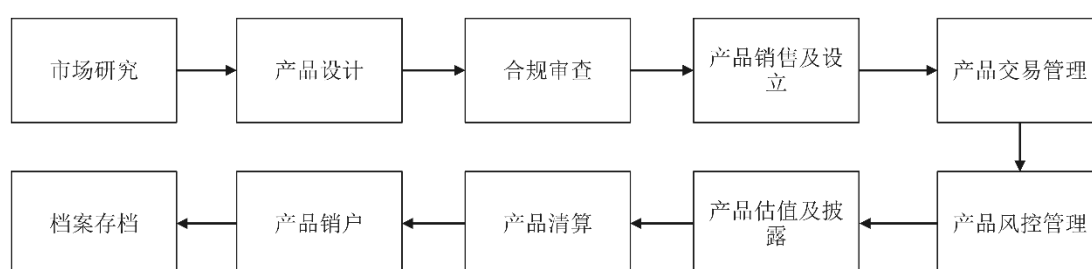 市场研究
产品设计
合规审查
产品销售及设
立
产品交易管理
档案存档
产品销户
产品清算
产品估值及披
露
产品风控管理